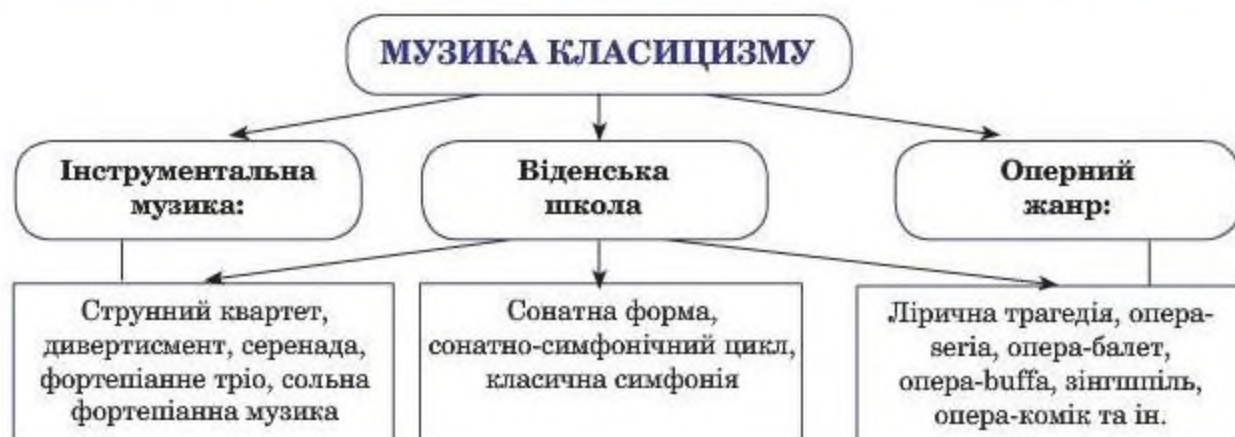 МУЗИКА КЛАСИЦИЗМУ
Інструментальна
музика:
Віденська
школа
Оперний
жанр:
Струнний квартет,
дивертисмент, серенада,
фортепіанне тріо, сольна
фортепіанна музика
Сонатна форма,
сонатно-симфонічний цикл,
класична симфонія
Лірична трагедія, опера-
seria, опера-балет,
опера-buffa, зінгшпіль,
опера-комік та ін.